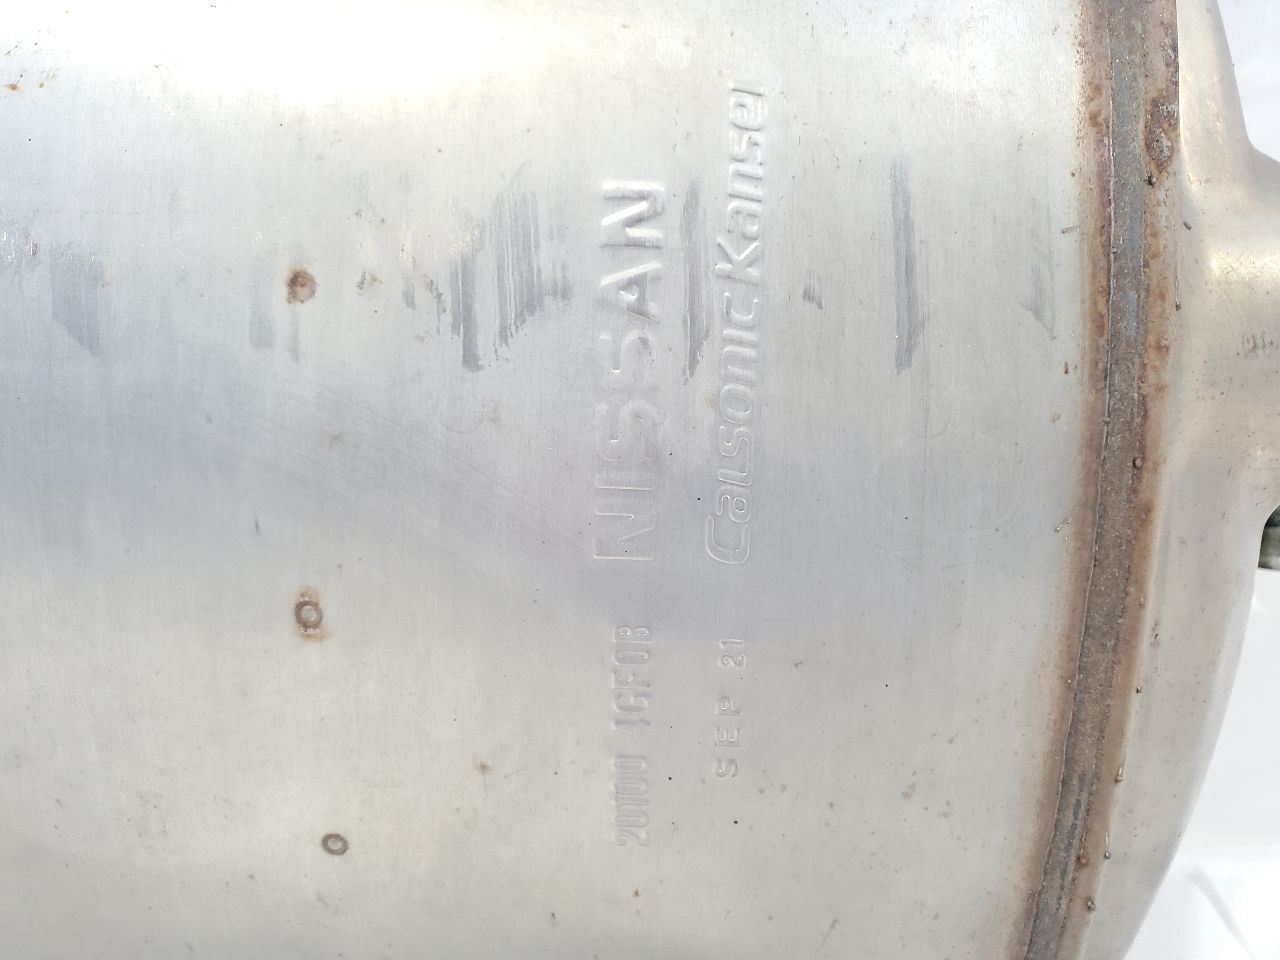 20100 4GF0B NISSAN
SEP 21 CalsonicKansei